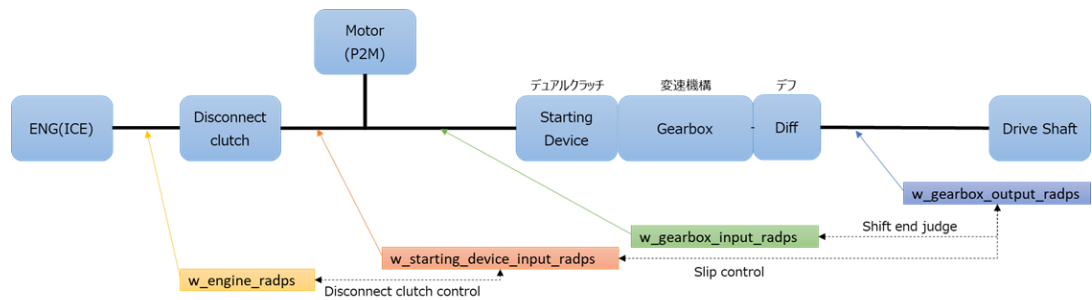 Motor
(P2M)
デュアルクラッチ
変速機構
デフ
ENG(ICE)
Disconnect
clutch
Starting
Device
Gearbox
Diff
Drive Shaft
w_gearbox_output_radps
w_gearbox_input_radps
Shift end judge
w_starting_device_input_radps
Slip control
w_engine_radps
Disconnect clutch control